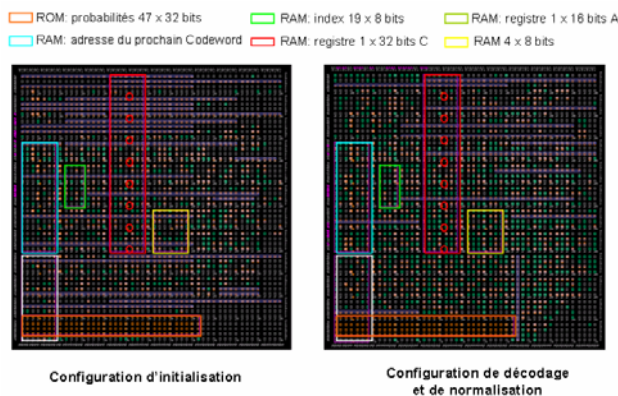 ROM: probabilités 47 x 32 bits RAM: index 19 x 8 bits RAM: registre 1 x 16 bits A
RAM: adresse du prochain Codeword RAM: registre 1 x 32 bits C RAM 4 x 8 bits
Configuration d'initialisation
Configuration de décodage
et de normalisation